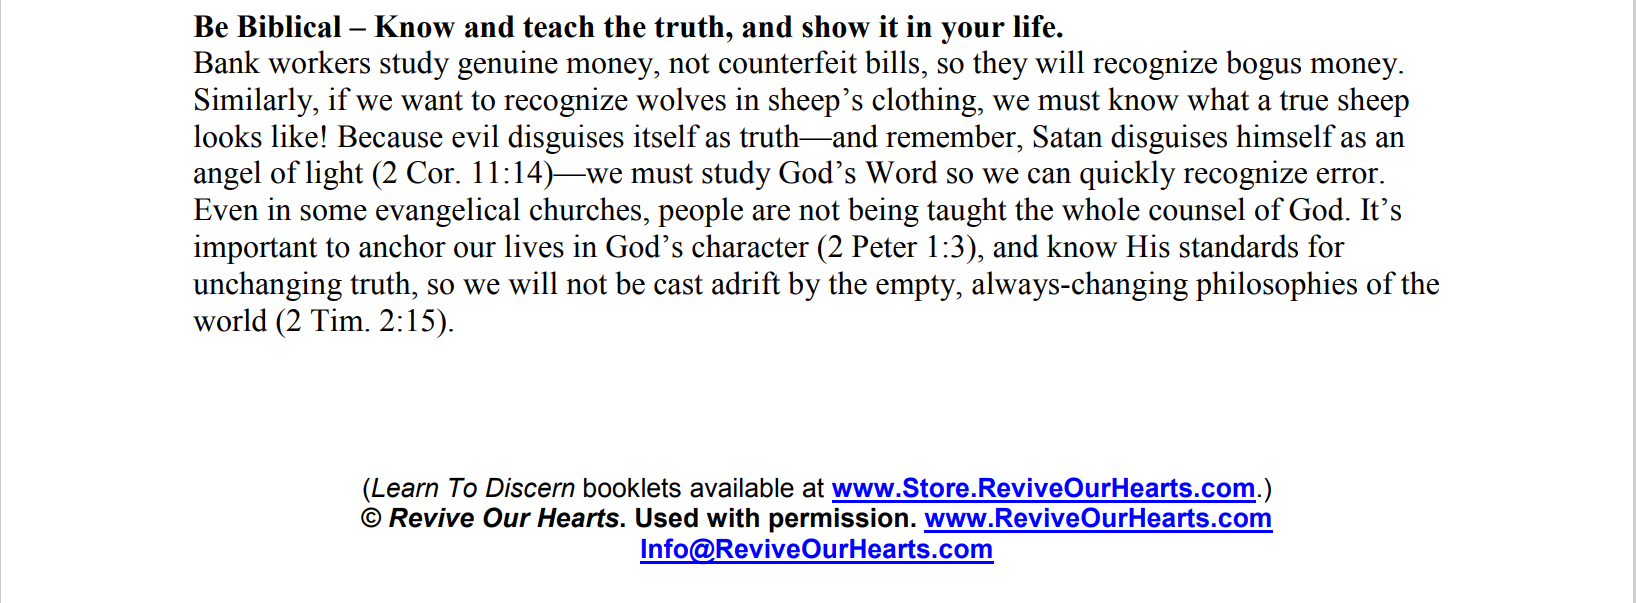 Be Biblical – Know and teach the truth, and show it in your life.
Bank workers study genuine money, not counterfeit bills, so they will recognize bogus money.
Similarly, if we want to recognize wolves in sheep’s clothing, we must know what a true sheep
looks like! Because evil disguises itself as truth—and remember, Satan disguises himself as an
angel of light (2 Cor. 11:14)—we must study God’s Word so we can quickly recognize error.
Even in some evangelical churches, people are not being taught the whole counsel of God. It’s
important to anchor our lives in God’s character (2 Peter 1:3), and know His standards for
unchanging truth, so we will not be cast adrift by the empty, always-changing philosophies of the
world (2 Tim. 2:15).
(Learn To Discern booklets available at www.Store.ReviveOurHearts.com.)
© Revive Our Hearts. Used with permission. www.ReviveOurHearts.com
Info@ReviveOurHearts.com